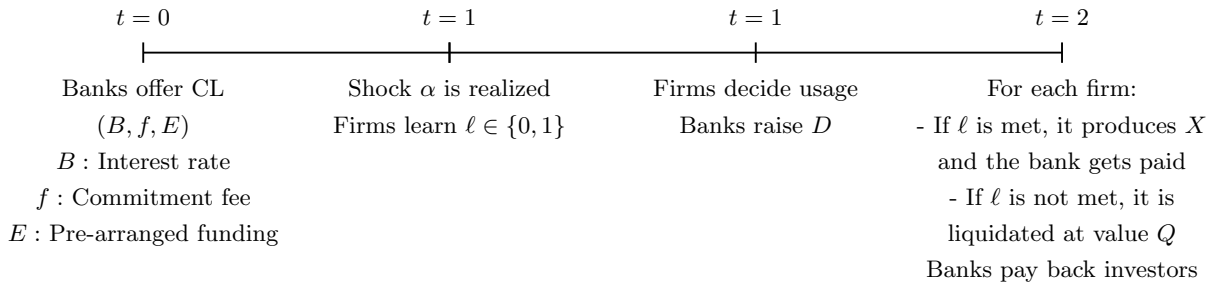 t = 0
t = 1
t = 1
t = 2
Banks offer CL
(B, f, E)
B : Interest rate
f : Commitment fee
E : Pre-arranged funding
Shock α is realized
Firms learn ℓ ∈ {0, 1}
Firms decide usage
Banks raise D
For each firm:
- If ℓ is met, it produces X
and the bank gets paid
- If ℓ is not met, it is
liquidated at value Q
Banks pay back investors